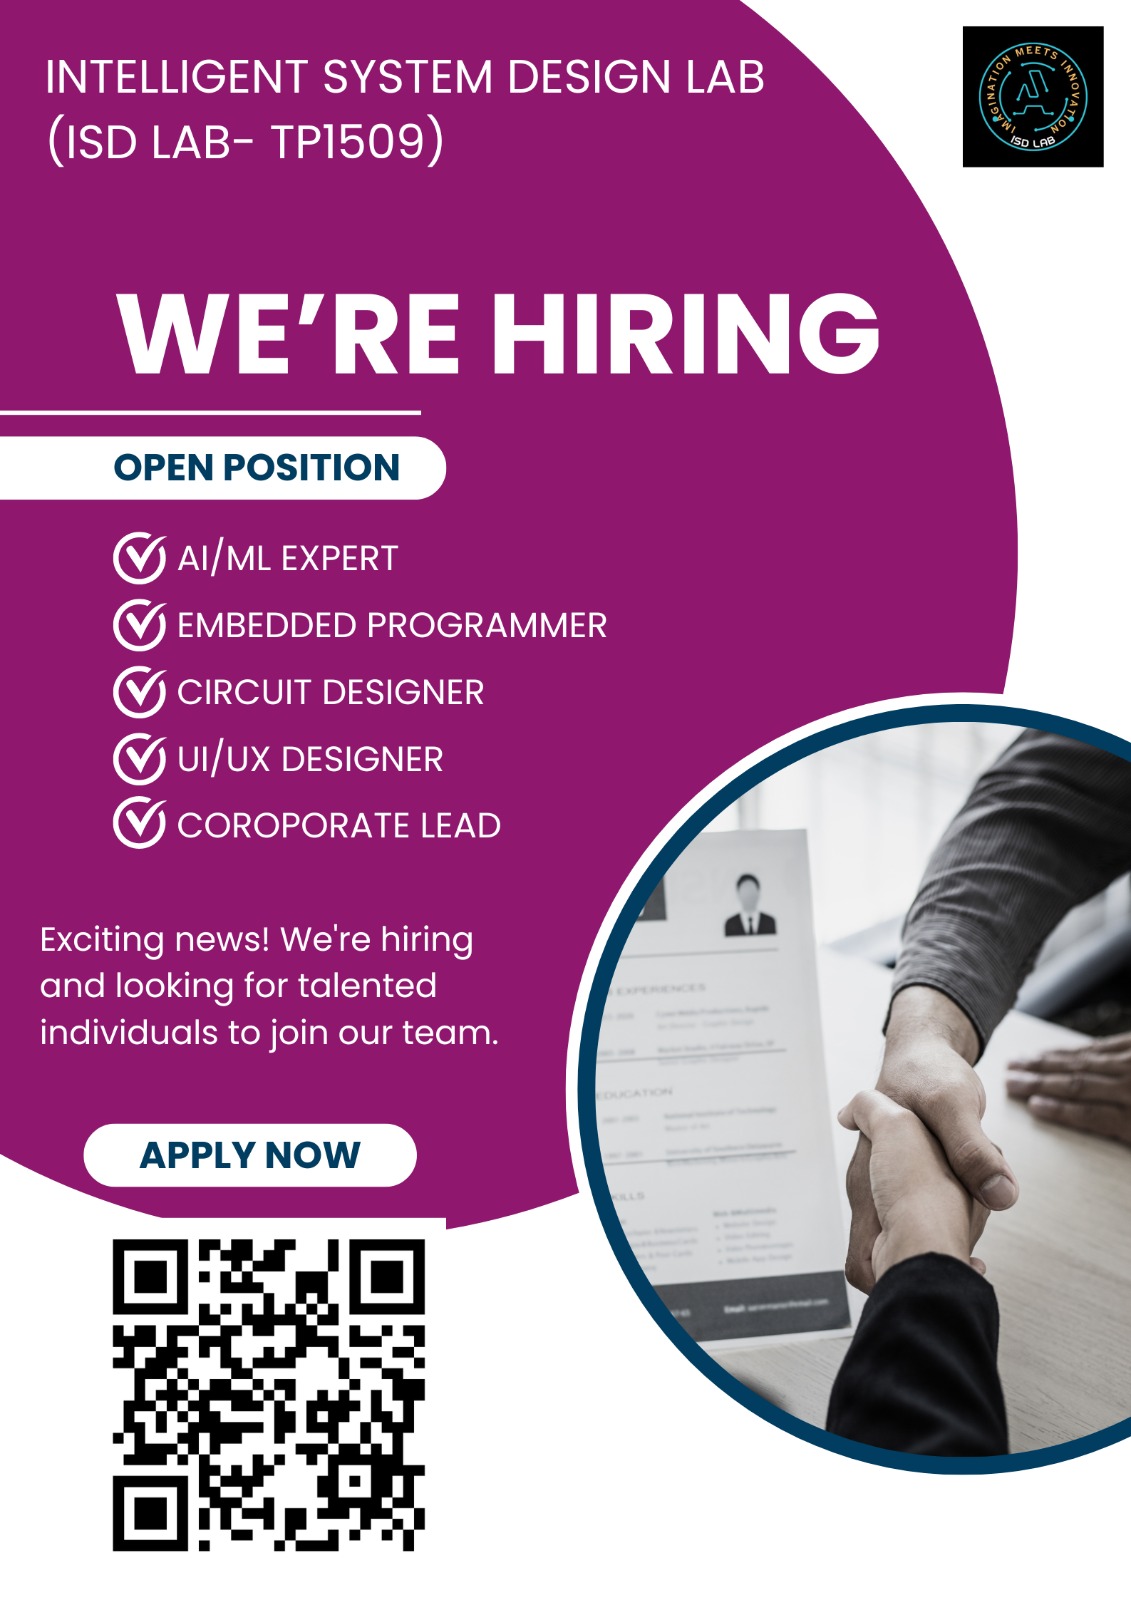 INTELLIGENT SYSTEM DESIGN LAB
(ISD LAB- TP1509)
IMAGINATION MEETS INNOVATION
ISD LAB
WE'RE HIRING
OPEN POSITION
AI/ML EXPERT
EMBEDDED PROGRAMMER
CIRCUIT DESIGNER
UI/UX DESIGNER
COROPORATE LEAD
Exciting news! We're hiring
and looking for talented
individuals to join our team.
APPLY NOW
EXPERIENCES
EDUCATION